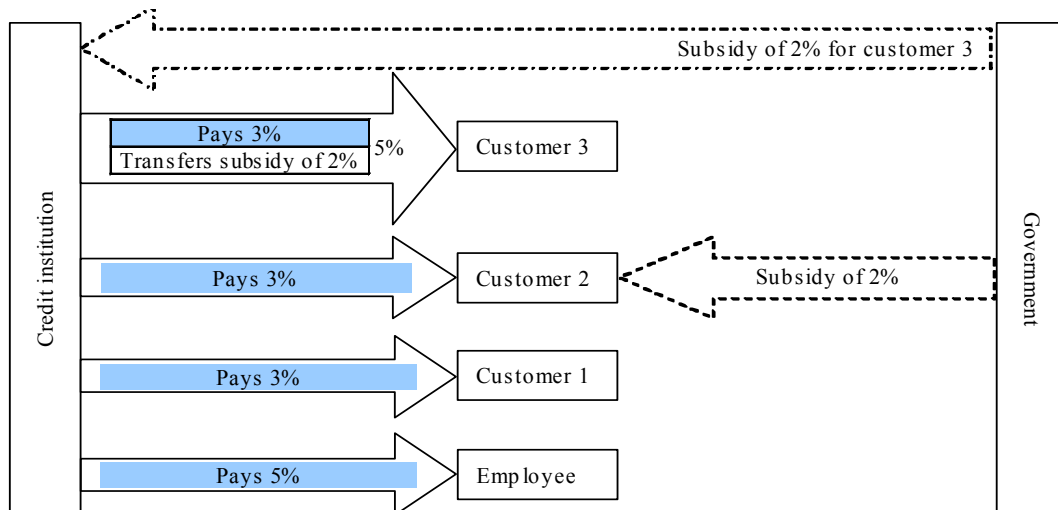 Subsidy of 2% for customer 3
Credit institution
Pays 3%
Transfers subsidy of 2%
5%
Customer 3
Government
Pays 3%
Customer 2
Subsidy of 2%
Pays 3%
Customer 1
Pays 5%
Employee